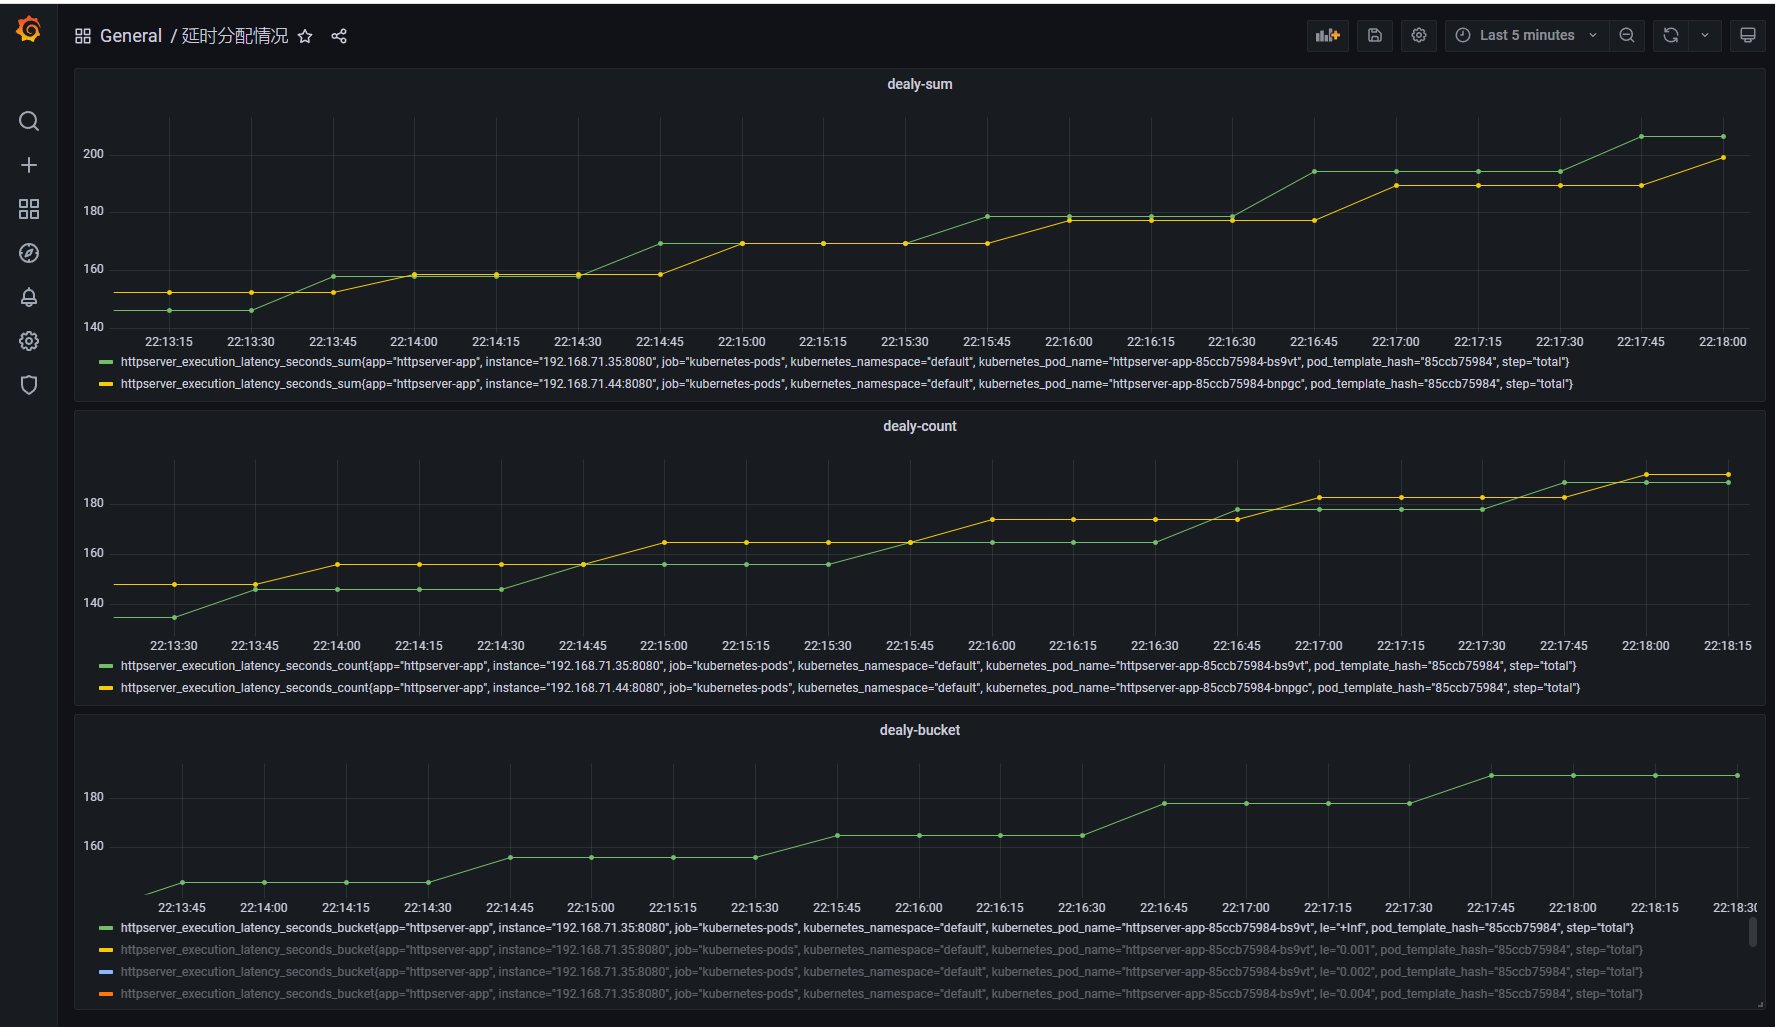 General / 延时分配情况
Last 5 minutes
dealy-sum
200
180
160
140
22:13:15 22:13:30 22:13:45 22:14:00 22:14:15 22:14:30 22:14:45 22:15:00 22:15:15 22:15:30 22:15:45 22:16:00 22:16:15 22:16:30 22:16:45 22:17:00 22:17:15 22:17:30 22:17:45 22:18:00
httpserver_execution_latency_seconds_sum{app="httpserver-app", instance="192.168.71.35:8080", job="kubernetes-pods", kubernetes_namespace="default", kubernetes_pod_name="httpserver-app-85ccb75984-bs9vt", pod_template_hash="85ccb75984", step="total"}
httpserver_execution_latency_seconds_sum{app="httpserver-app", instance="192.168.71.44:8080", job="kubernetes-pods", kubernetes_namespace="default", kubernetes_pod_name="httpserver-app-85ccb75984-bnpgc", pod_template_hash="85ccb75984", step="total"}
dealy-count
180
160
140
22:13:30 22:13:45 22:14:00 22:14:15 22:14:30 22:14:45 22:15:00 22:15:15 22:15:30 22:15:45 22:16:00 22:16:15 22:16:30 22:16:45 22:17:00 22:17:15 22:17:30 22:17:45 22:18:00 22:18:15
httpserver_execution_latency_seconds_count{app="httpserver-app", instance="192.168.71.35:8080", job="kubernetes-pods", kubernetes_namespace="default", kubernetes_pod_name="httpserver-app-85ccb75984-bs9vt", pod_template_hash="85ccb75984", step="total"}
httpserver_execution_latency_seconds_count{app="httpserver-app", instance="192.168.71.44:8080", job="kubernetes-pods", kubernetes_namespace="default", kubernetes_pod_name="httpserver-app-85ccb75984-bnpgc", pod_template_hash="85ccb75984", step="total"}
dealy-bucket
180
160
22:13:45 22:14:00 22:14:15 22:14:30 22:14:45 22:15:00 22:15:15 22:15:30 22:15:45 22:16:00 22:16:15 22:16:30 22:16:45 22:17:00 22:17:15 22:17:30 22:17:45 22:18:00 22:18:15 22:18:30
httpserver_execution_latency_seconds_bucket{app="httpserver-app", instance="192.168.71.35:8080", job="kubernetes-pods", kubernetes_namespace="default", kubernetes_pod_name="httpserver-app-85ccb75984-bs9vt", le="+Inf", pod_template_hash="85ccb75984", step="total"}
httpserver_execution_latency_seconds_bucket{app="httpserver-app", instance="192.168.71.35:8080", job="kubernetes-pods", kubernetes_namespace="default", kubernetes_pod_name="httpserver-app-85ccb75984-bs9vt", le="0.001", pod_template_hash="85ccb75984", step="total"}
httpserver_execution_latency_seconds_bucket{app="httpserver-app", instance="192.168.71.35:8080", job="kubernetes-pods", kubernetes_namespace="default", kubernetes_pod_name="httpserver-app-85ccb75984-bs9vt", le="0.002", pod_template_hash="85ccb75984", step="total"}
httpserver_execution_latency_seconds_bucket{app="httpserver-app", instance="192.168.71.35:8080", job="kubernetes-pods", kubernetes_namespace="default", kubernetes_pod_name="httpserver-app-85ccb75984-bs9vt", le="0.004", pod_template_hash="85ccb75984", step="total"}